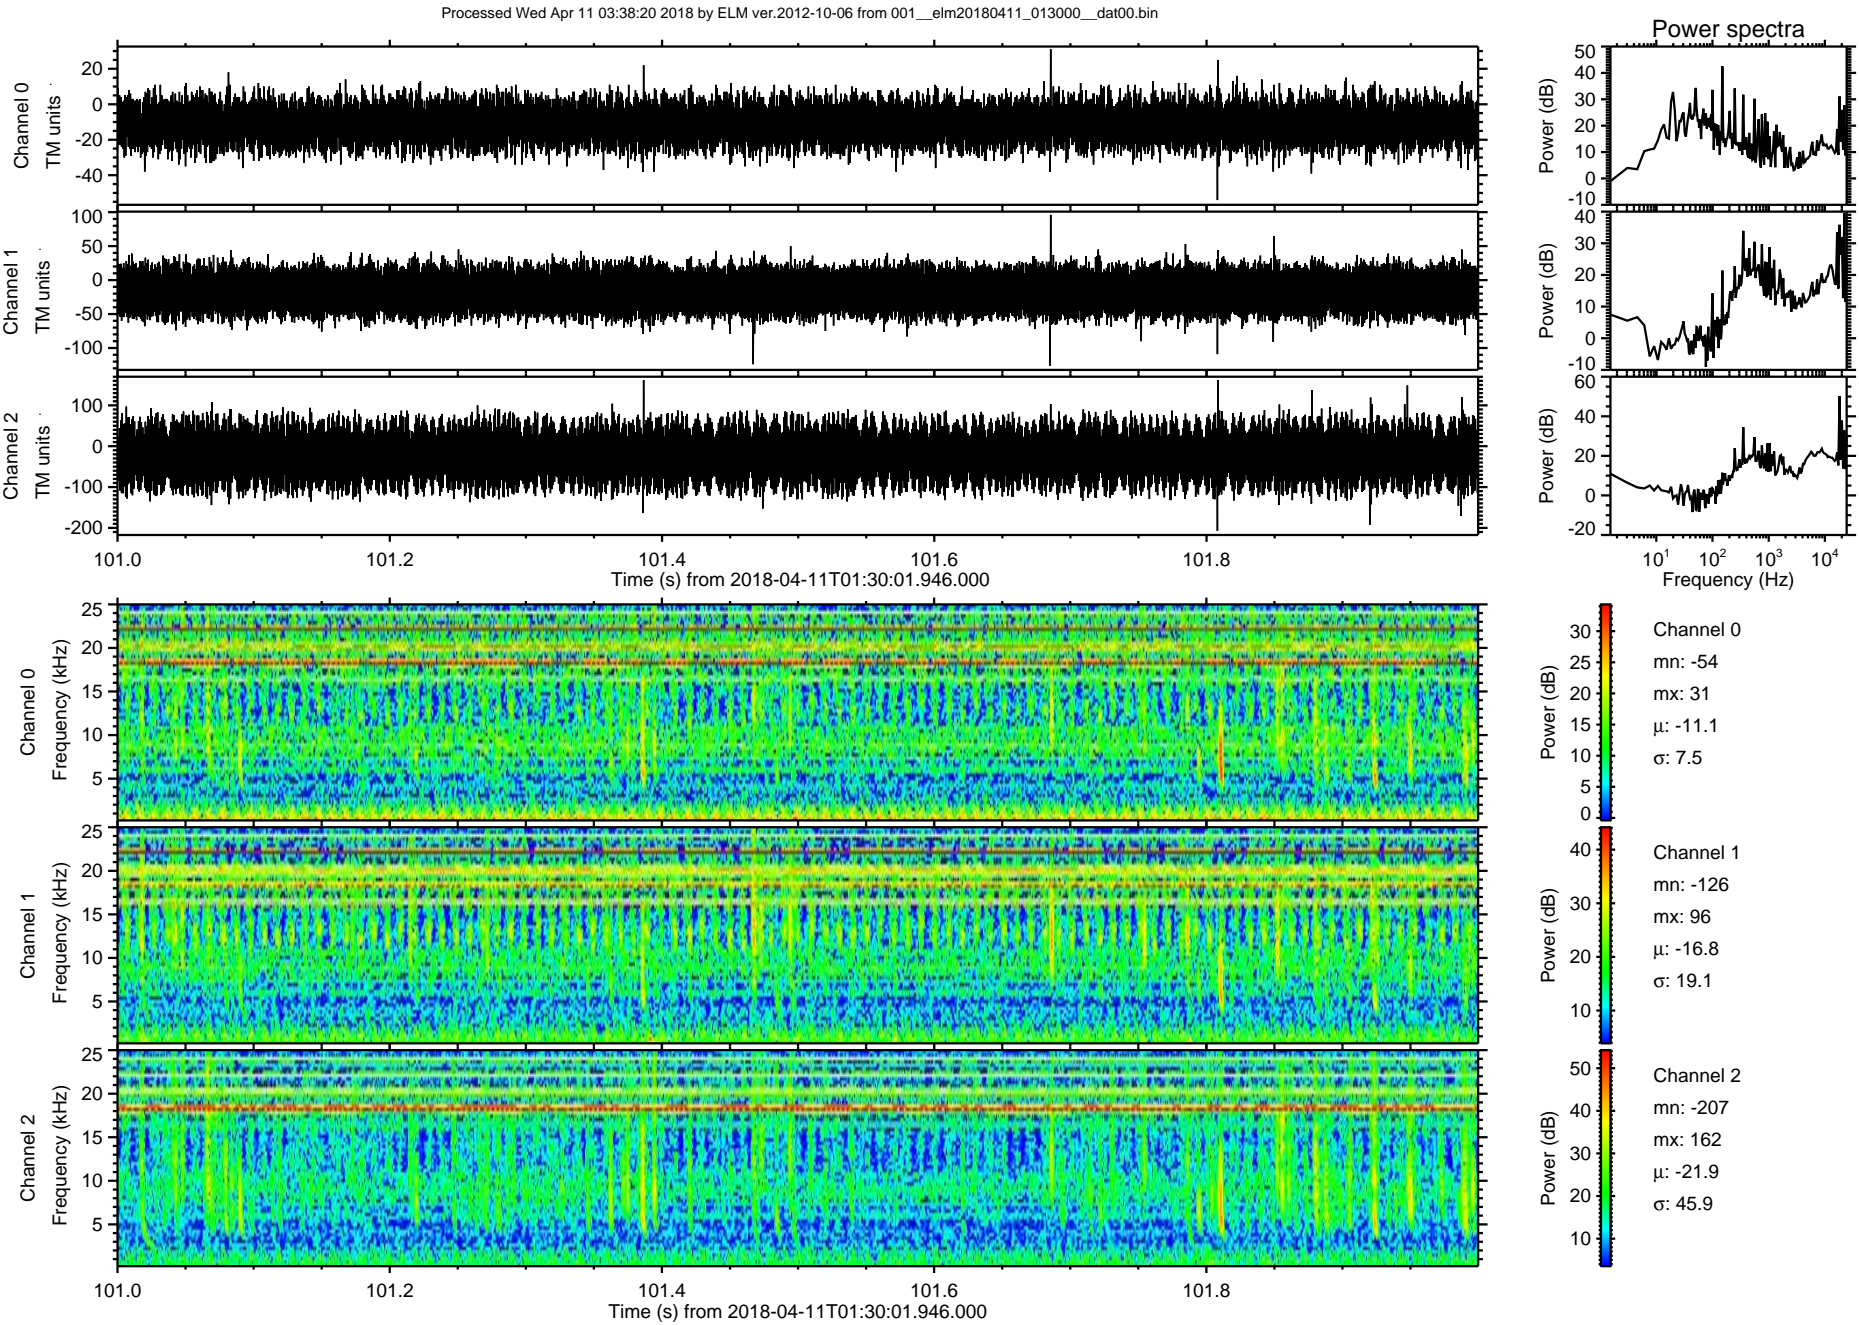 Processed Wed Apr 11 03:38:20 2018 by ELM ver.2012-10-06 from 001__elm20180411_013000__dat00.bin
Power spectra
Channel 0
TM units
20
0
-20
-40
Power (dB)
50
40
30
20
10
0
-10
Channel 1
TM units
100
50
0
-50
-100
Power (dB)
40
30
20
10
0
-10
Channel 2
TM units
100
0
-100
-200
Power (dB)
60
40
20
0
-20
101.0 101.2 101.4 101.6 101.8
Time (s) from 2018-04-11T01:30:01.946.000
10^1 10^2 10^3 10^4
Frequency (Hz)
Channel 0
Frequency (kHz)
25
20
15
10
5
Power (dB)
30
25
20
15
10
5
0
Channel 0
mn: -54
mx: 31
μ: -11.1
σ: 7.5
Channel 1
Frequency (kHz)
25
20
15
10
5
Power (dB)
40
30
20
10
Channel 1
mn: -126
mx: 96
μ: -16.8
σ: 19.1
Channel 2
Frequency (kHz)
25
20
15
10
5
Power (dB)
50
40
30
20
10
Channel 2
mn: -207
mx: 162
μ: -21.9
σ: 45.9
101.0 101.2 101.4 101.6 101.8
Time (s) from 2018-04-11T01:30:01.946.000